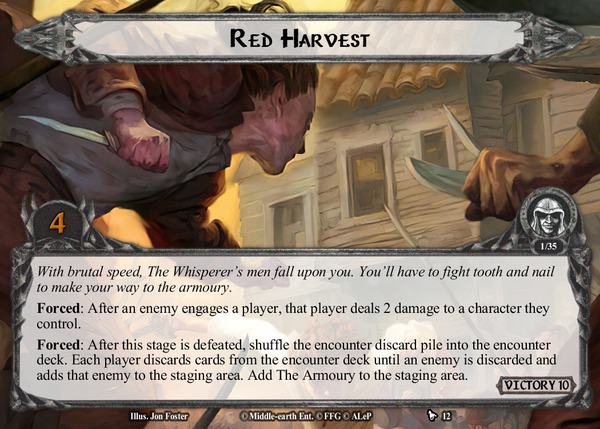 RED HARVEST
4
1/35
With brutal speed, The Whisperer's men fall upon you. You'll have to fight tooth and nail
to make your way to the armoury.
Forced: After an enemy engages a player, that player deals 2 damage to a character they
control.
Forced: After this stage is defeated, shuffle the encounter discard pile into the encounter
deck. Each player discards cards from the encounter deck until an enemy is discarded and
adds that enemy to the staging area. Add The Armoury to the staging area.
VICTORY 10
Illus. Jon Foster © Middle-earth Ent. © FFG © ALeP 12